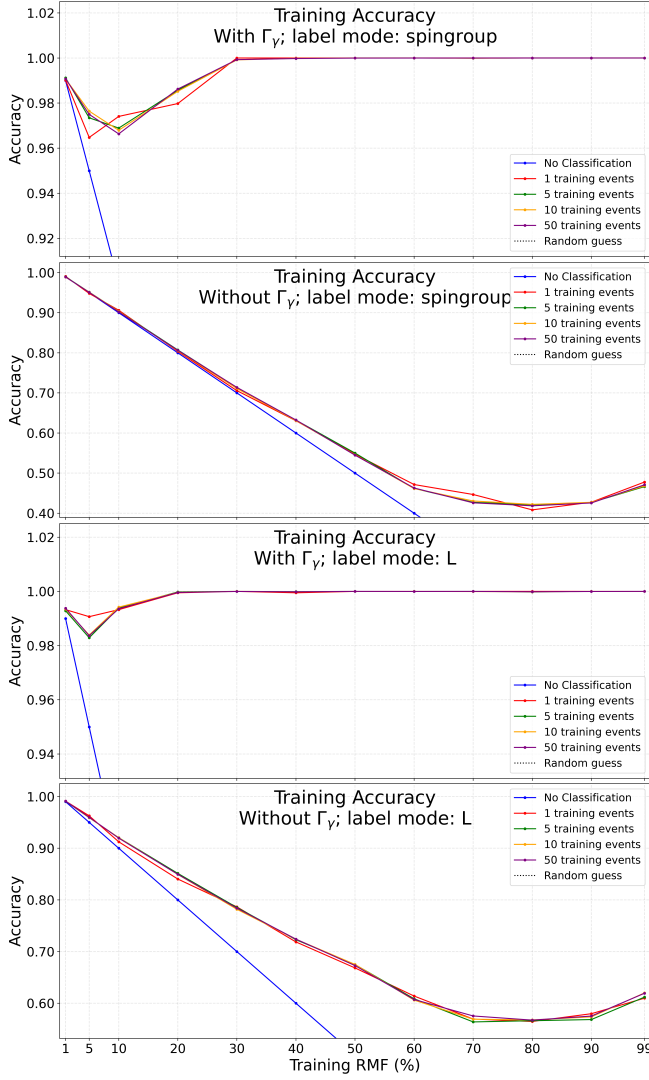 Training Accuracy
With Γγ; label mode: spingroup
Accuracy
1.02
1.00
0.98
0.96
0.94
0.92
No Classification
1 training events
5 training events
10 training events
50 training events
Random guess
Training Accuracy
Without Γγ; label mode: spingroup
Accuracy
1.00
0.90
0.80
0.70
0.60
0.50
0.40
No Classification
1 training events
5 training events
10 training events
50 training events
Random guess
Training Accuracy
With Γγ; label mode: L
Accuracy
1.02
1.00
0.98
0.96
0.94
No Classification
1 training events
5 training events
10 training events
50 training events
Random guess
Training Accuracy
Without Γγ; label mode: L
Accuracy
1.00
0.90
0.80
0.70
0.60
No Classification
1 training events
5 training events
10 training events
50 training events
Random guess
1 5 10 20 30 40 50 60 70 80 90 99
Training RMF (%)